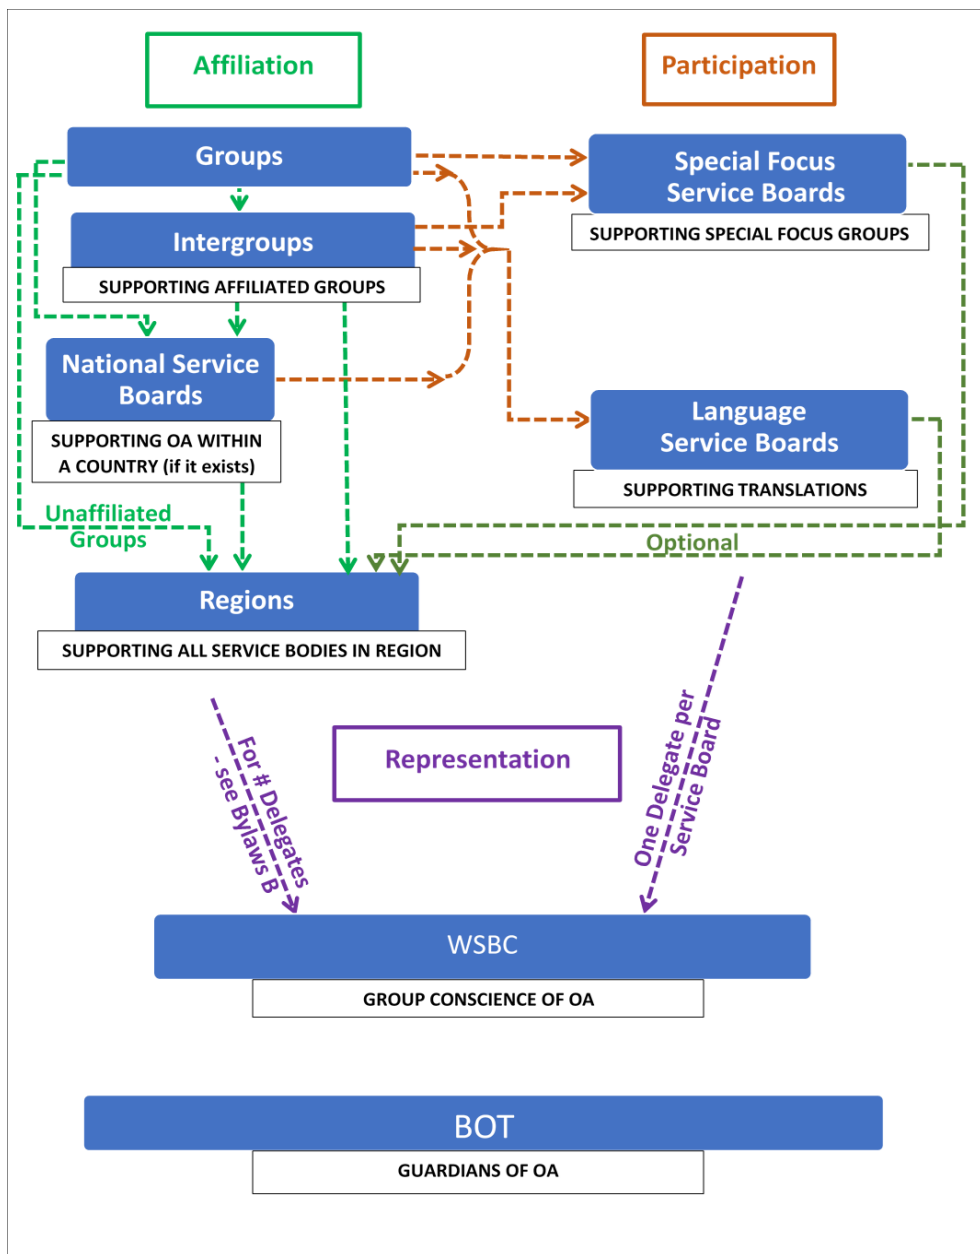 Affiliation
Participation
Groups
Special Focus
Service Boards
SUPPORTING SPECIAL FOCUS GROUPS
Intergroups
SUPPORTING AFFILIATED GROUPS
National Service
Boards
SUPPORTING OA WITHIN
A COUNTRY (if it exists)
Language
Service Boards
SUPPORTING TRANSLATIONS
Unaffiliated
Groups
Optional
Regions
SUPPORTING ALL SERVICE BODIES IN REGION
For # Delegates
- see Bylaws B
Representation
One Delegate per
Service Board
WSBC
GROUP CONSCIENCE OF OA
BOT
GUARDIANS OF OA